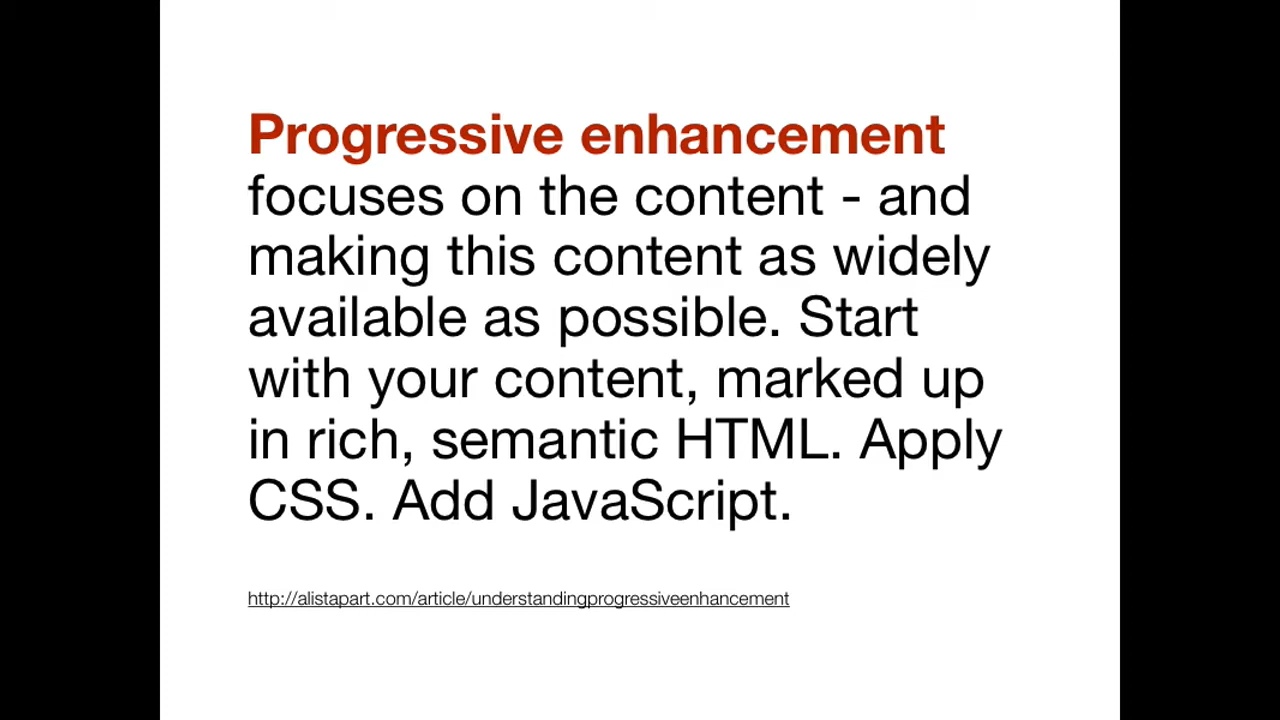 Progressive enhancement
focuses on the content - and
making this content as widely
available as possible. Start
with your content, marked up
in rich, semantic HTML. Apply
CSS. Add JavaScript.
http://alistapart.com/article/understandingprogressiveenhancement